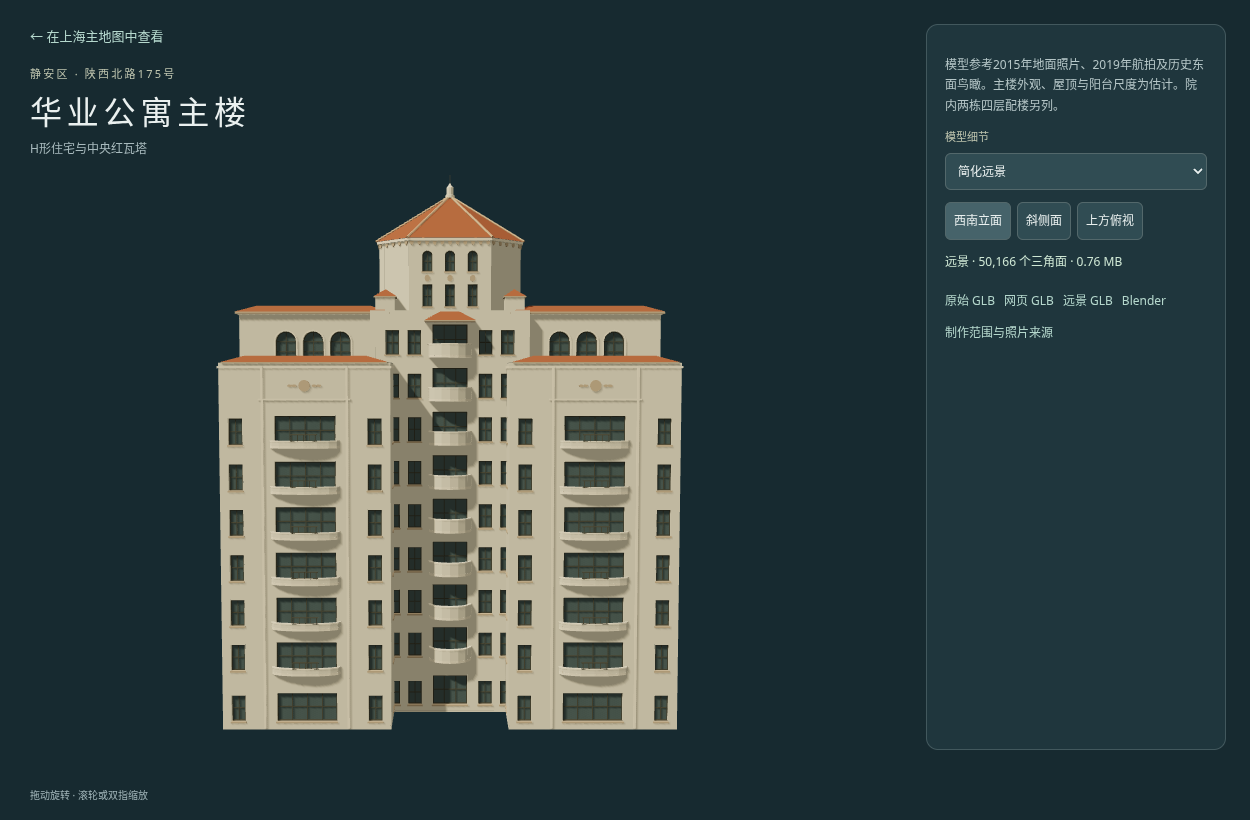 ← 在上海主地图中查看
静安区 · 陕西北路175号
华业公寓主楼
H形住宅与中央红瓦塔
模型参考2015年地面照片、2019年航拍及历史东
面鸟瞰。主楼外观、屋顶与阳台尺度为估计。院
内两栋四层配楼另列。
模型细节
简化远景
西南立面 斜侧面 上方俯视
远景 · 50,166 个三角面 · 0.76 MB
原始 GLB 网页 GLB 远景 GLB Blender
制作范围与照片来源
拖动旋转 · 滚轮或双指缩放